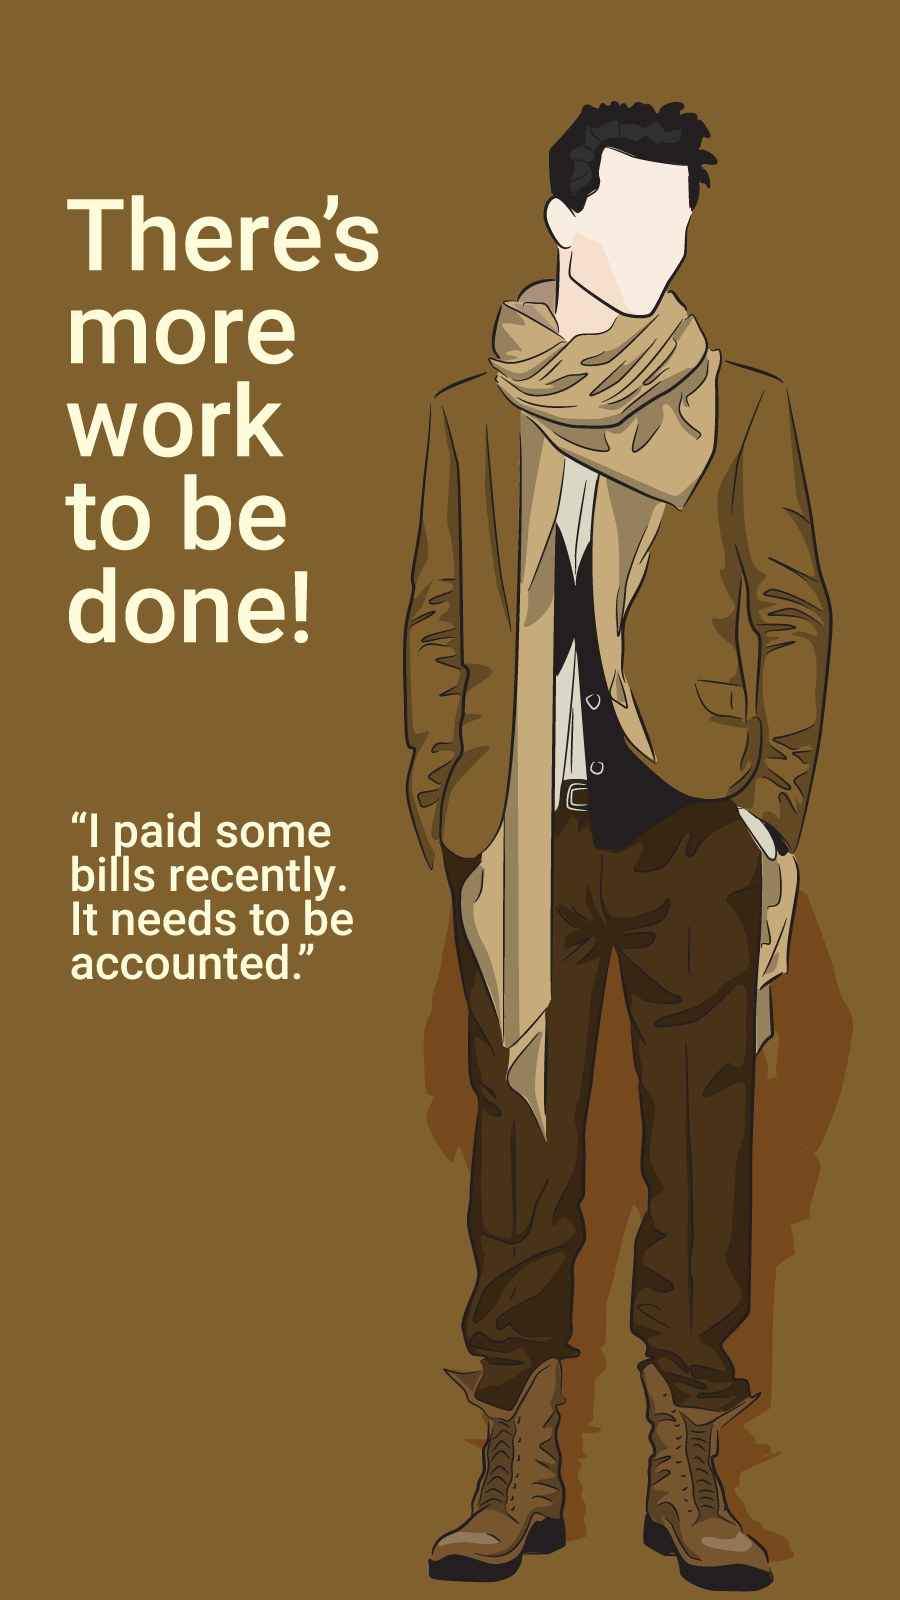 There’s
more
work
to be
done!
“I paid some
bills recently.
It needs to be
accounted.”